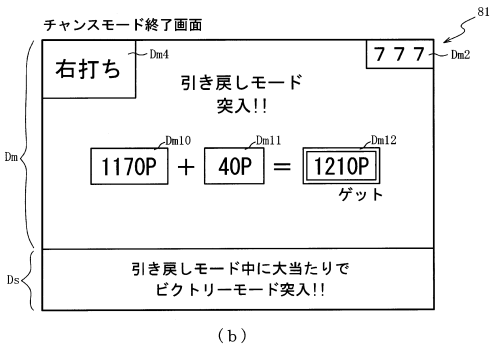 チャンスモード終了画面
81
右打ち
Dm4
7 7 7
Dm2
引き戻しモード
突入!!
Dm
Dm10
Dm11
Dm12
1170P + 40P = 1210P
ゲット
Ds
引き戻しモード中に大当たりで
ビクトリーモード突入!!
(b)